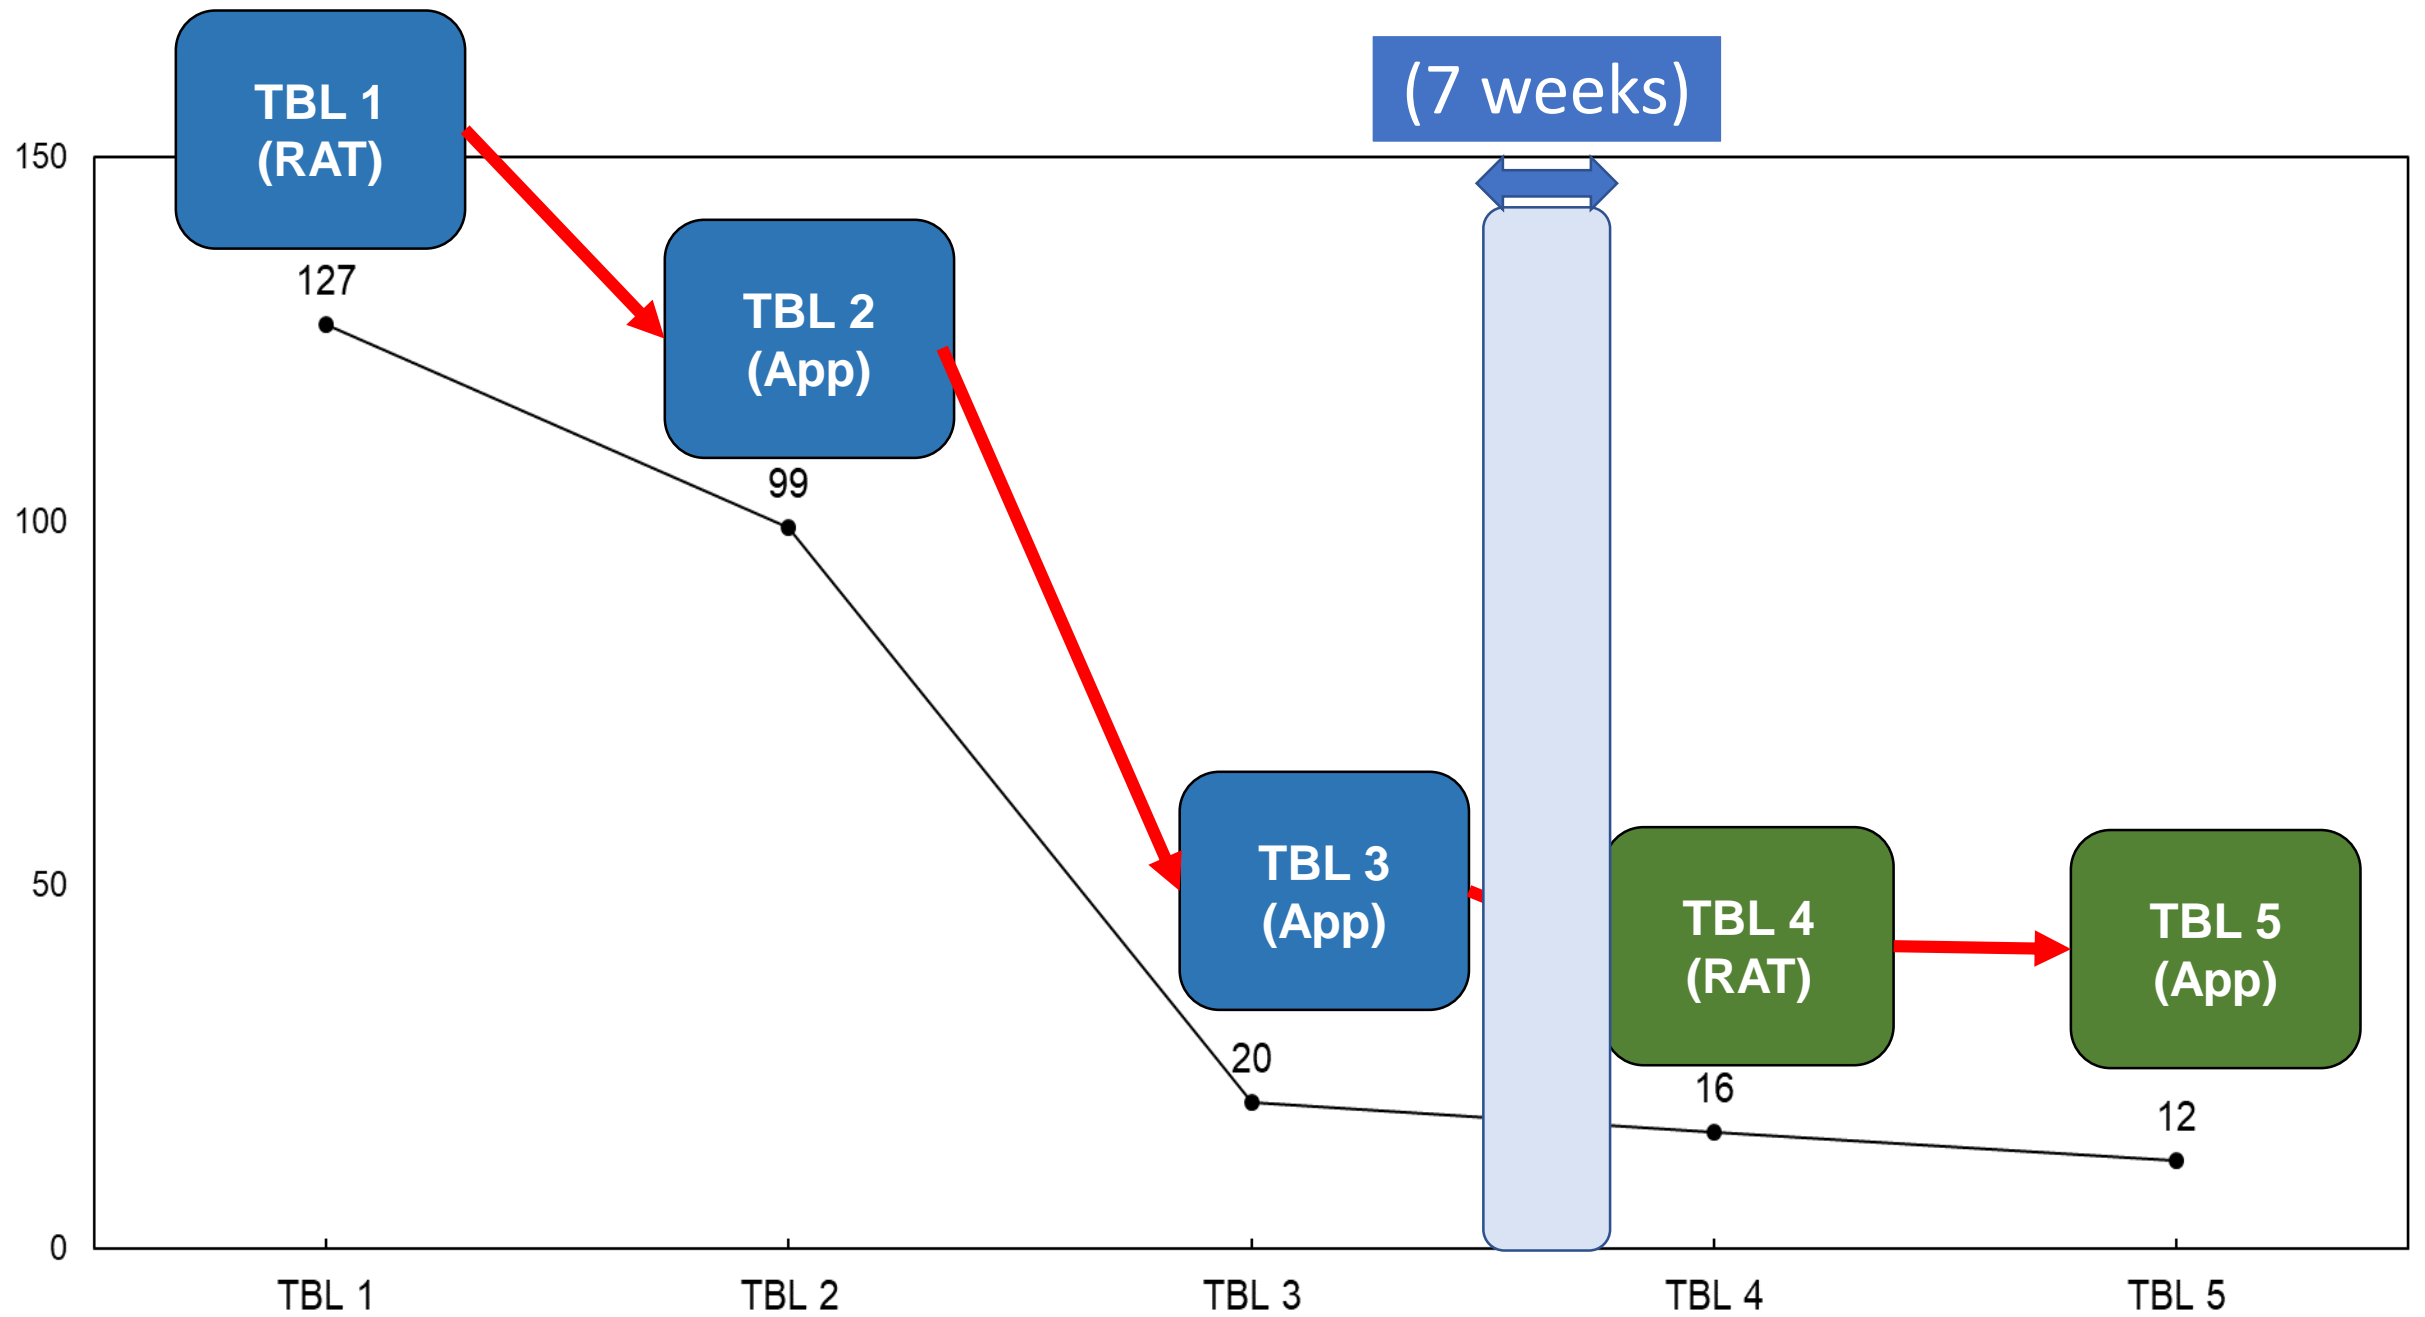 (7 weeks)
TBL 1
(RAT)
150
127
TBL 2
(App)
99
100
TBL 3
(App)
50
TBL 4
(RAT)
TBL 5
(App)
20
16
12
0
TBL 1
TBL 2
TBL 3
TBL 4
TBL 5